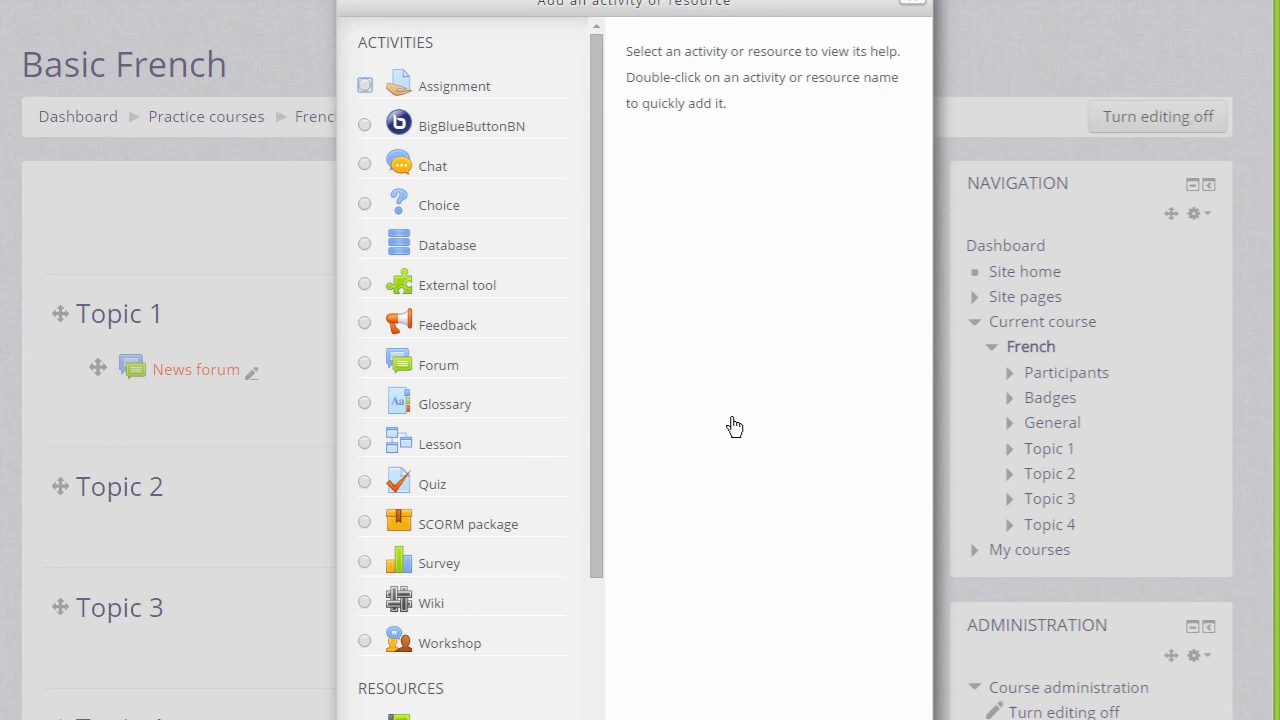 Add an activity or resource
Basic French
Dashboard
Practice courses
Frenc
Turn editing off
Topic 1
News forum
Topic 2
Topic 3
ACTIVITIES
Assignment
BigBlueButtonBN
Chat
Choice
Database
External tool
Feedback
Forum
Aa
Glossary
Lesson
Quiz
SCORM package
Survey
Wiki
Workshop
RESOURCES
Select an activity or resource to view its help.
Double-click on an activity or resource name
to quickly add it.
NAVIGATION
Dashboard
Site home
Site pages
Current course
French
Participants
Badges
General
Topic 1
Topic 2
Topic 3
Topic 4
My courses
ADMINISTRATION
Course administration
Turn editing off